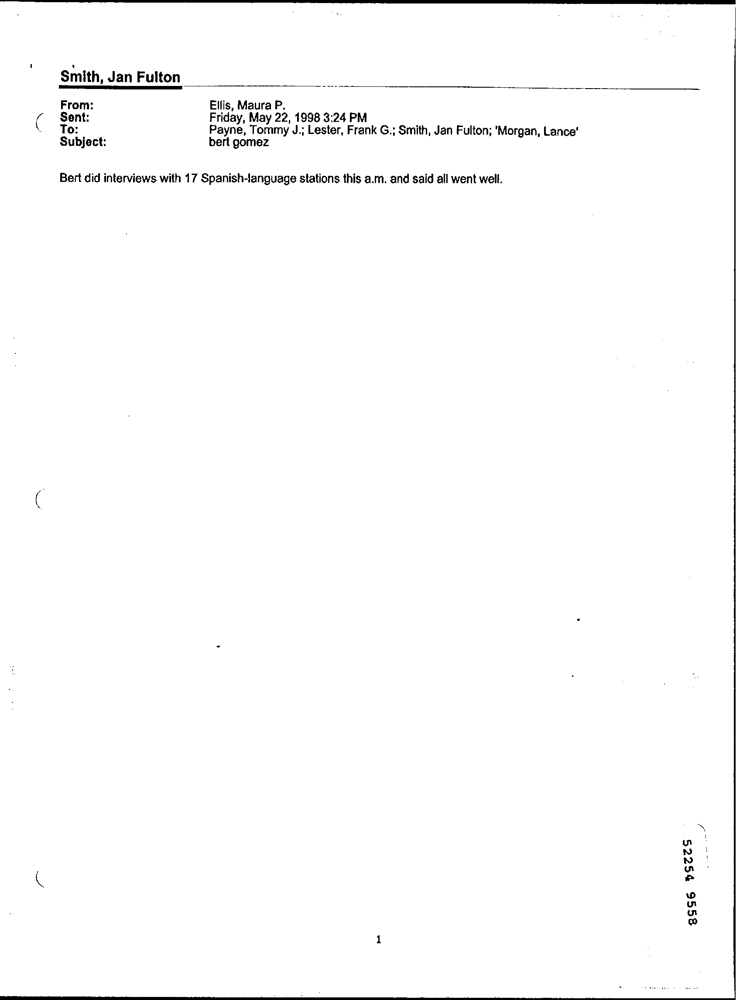 Smith, Jan Fulton
From: Ellis, Maura P.
Sent: Friday, May 22, 1998 3:24 PM
To: Payne, Tommy J.; Lester, Frank G.; Smith, Jan Fulton; 'Morgan, Lance'
Subject: bert gomez
Bert did interviews with 17 Spanish-language stations this a.m. and said all went well.
52254 9558
1